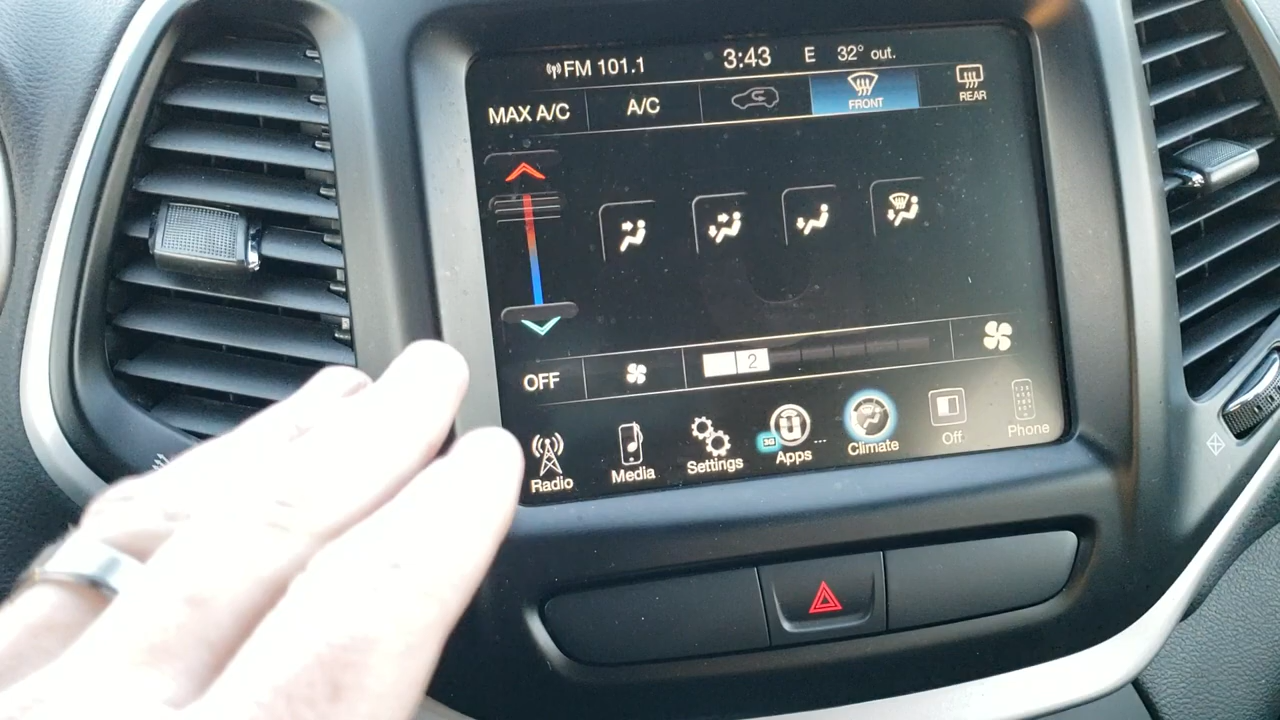 FM 101.1 3:43 E 32° out.
MAX A/C A/C FRONT REAR
OFF 2
Radio Media Settings 3G Apps ... Climate Off Phone